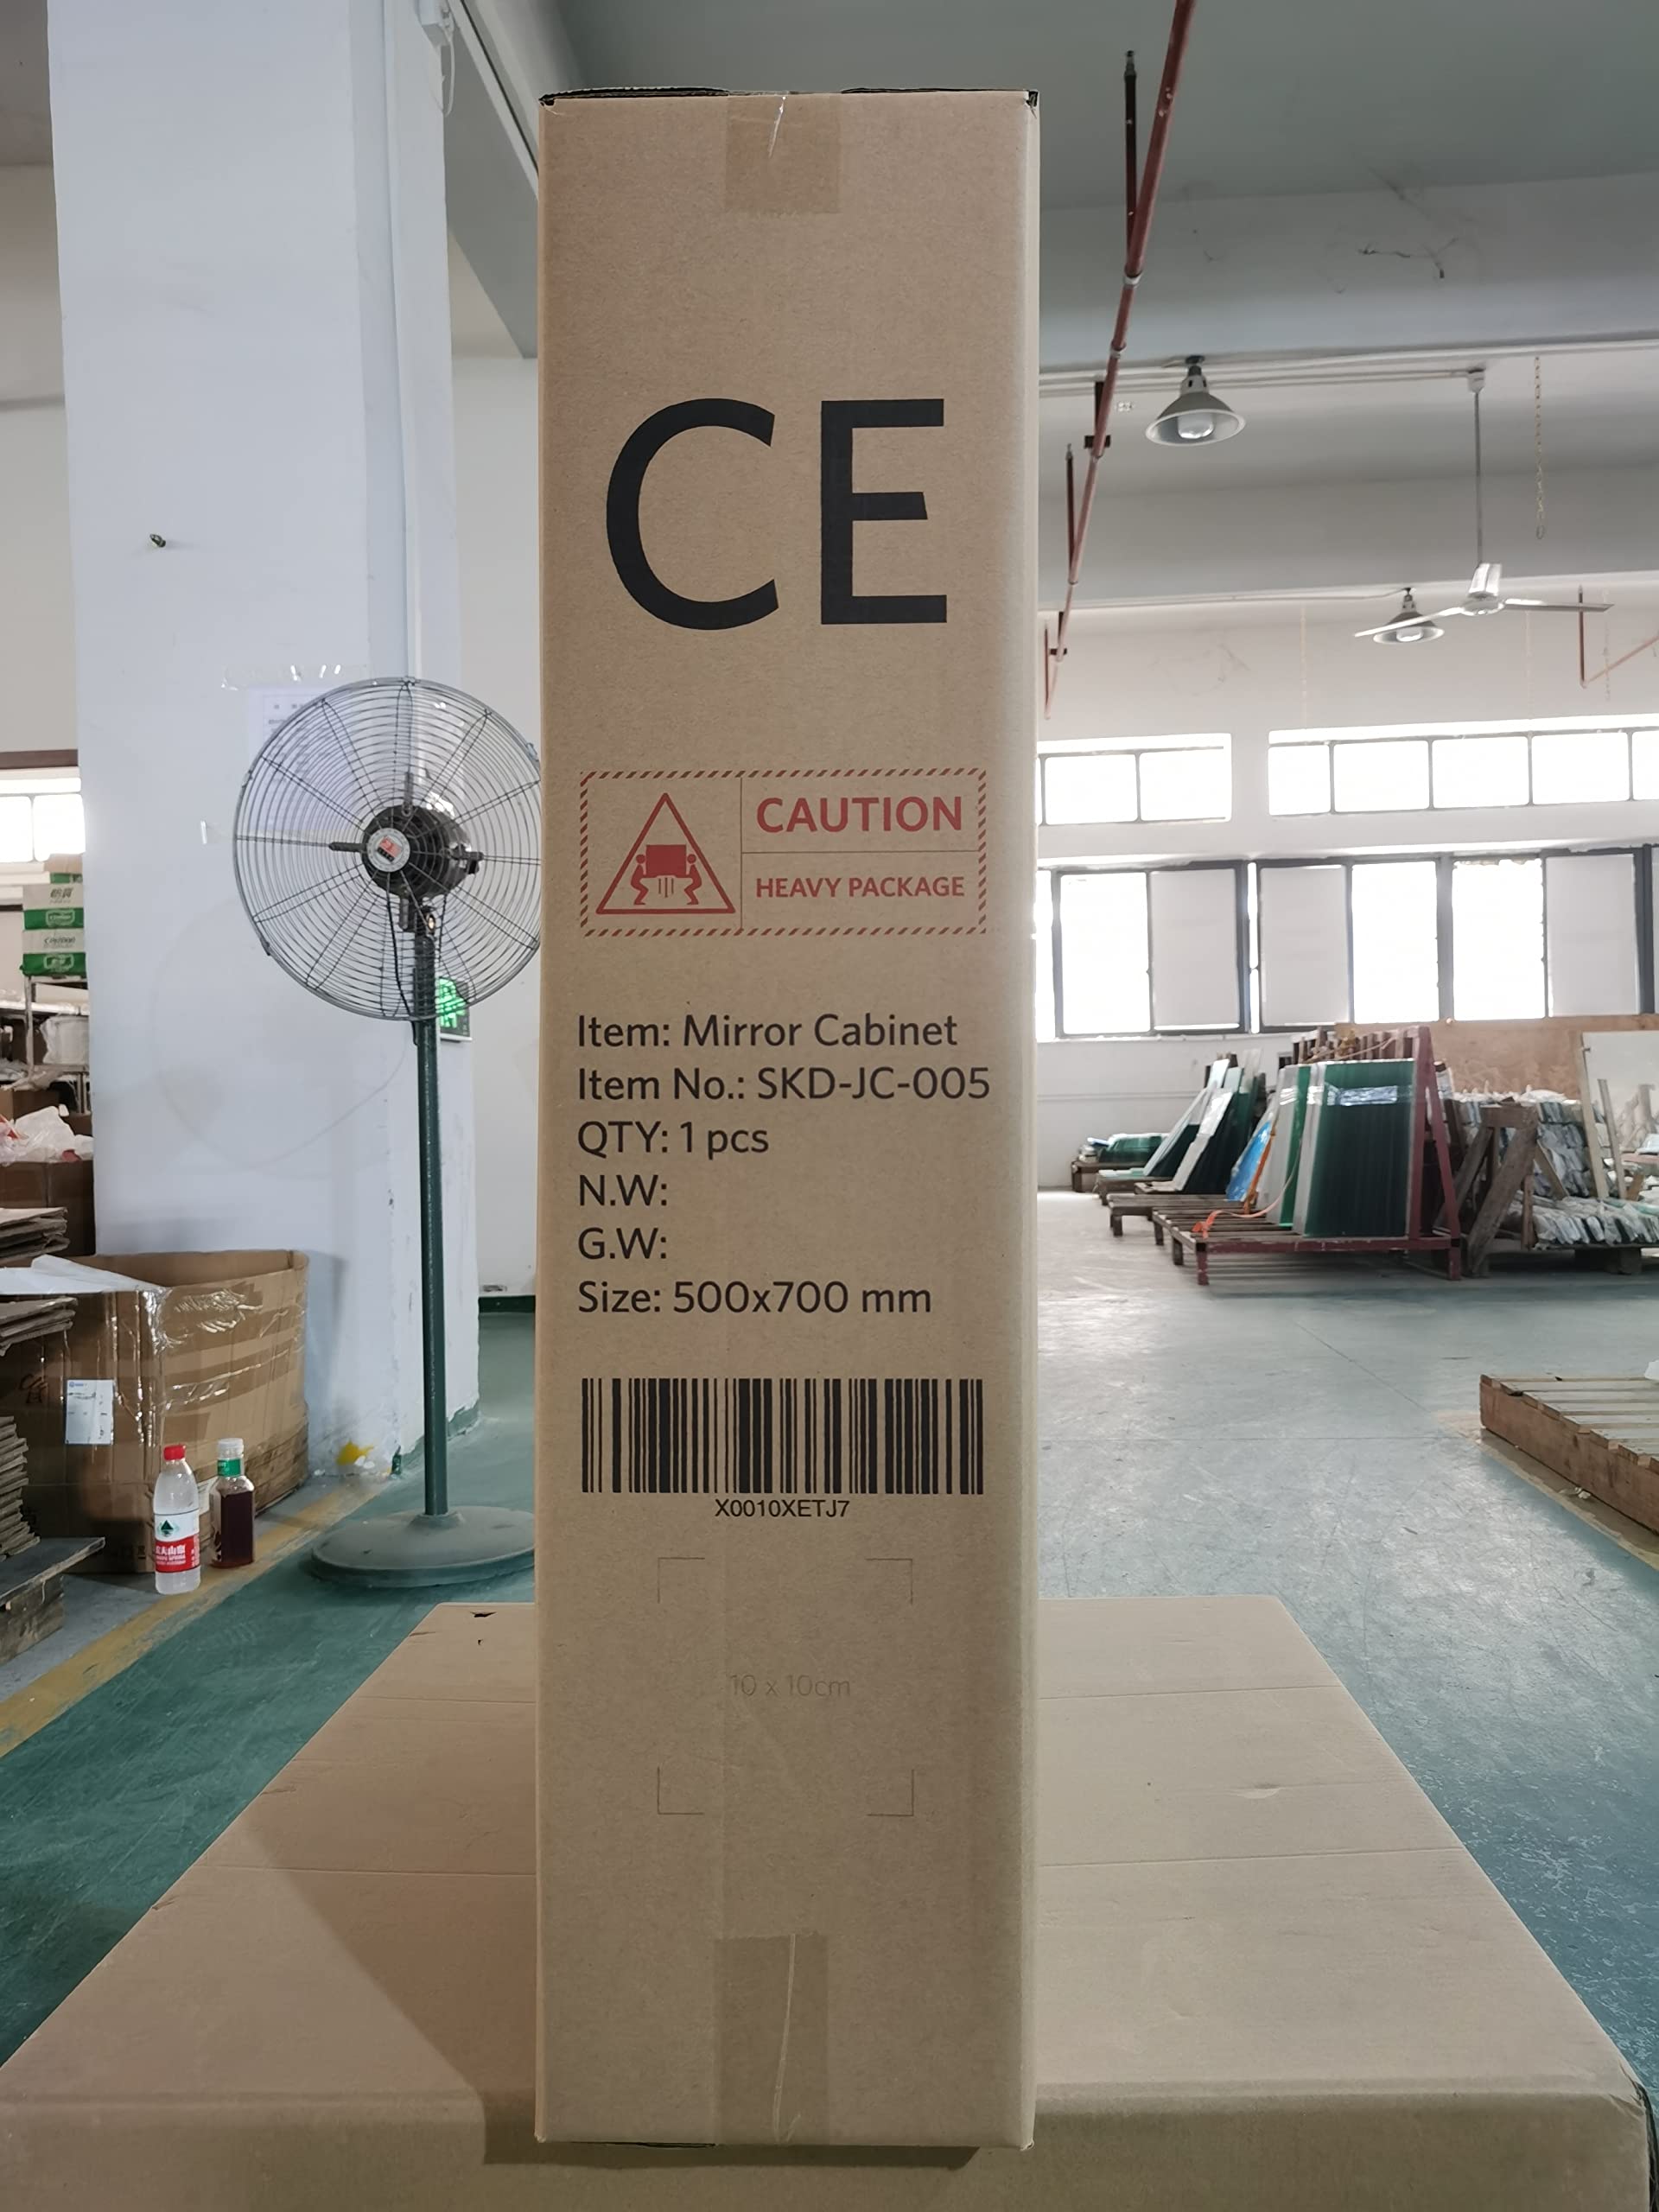 CE
CAUTION
HEAVY PACKAGE
Item: Mirror Cabinet
Item No.: SKD-JC-005
QTY: 1 pcs
N.W:
G.W:
Size: 500x700 mm
X0010XETJ7
10 x 10cm